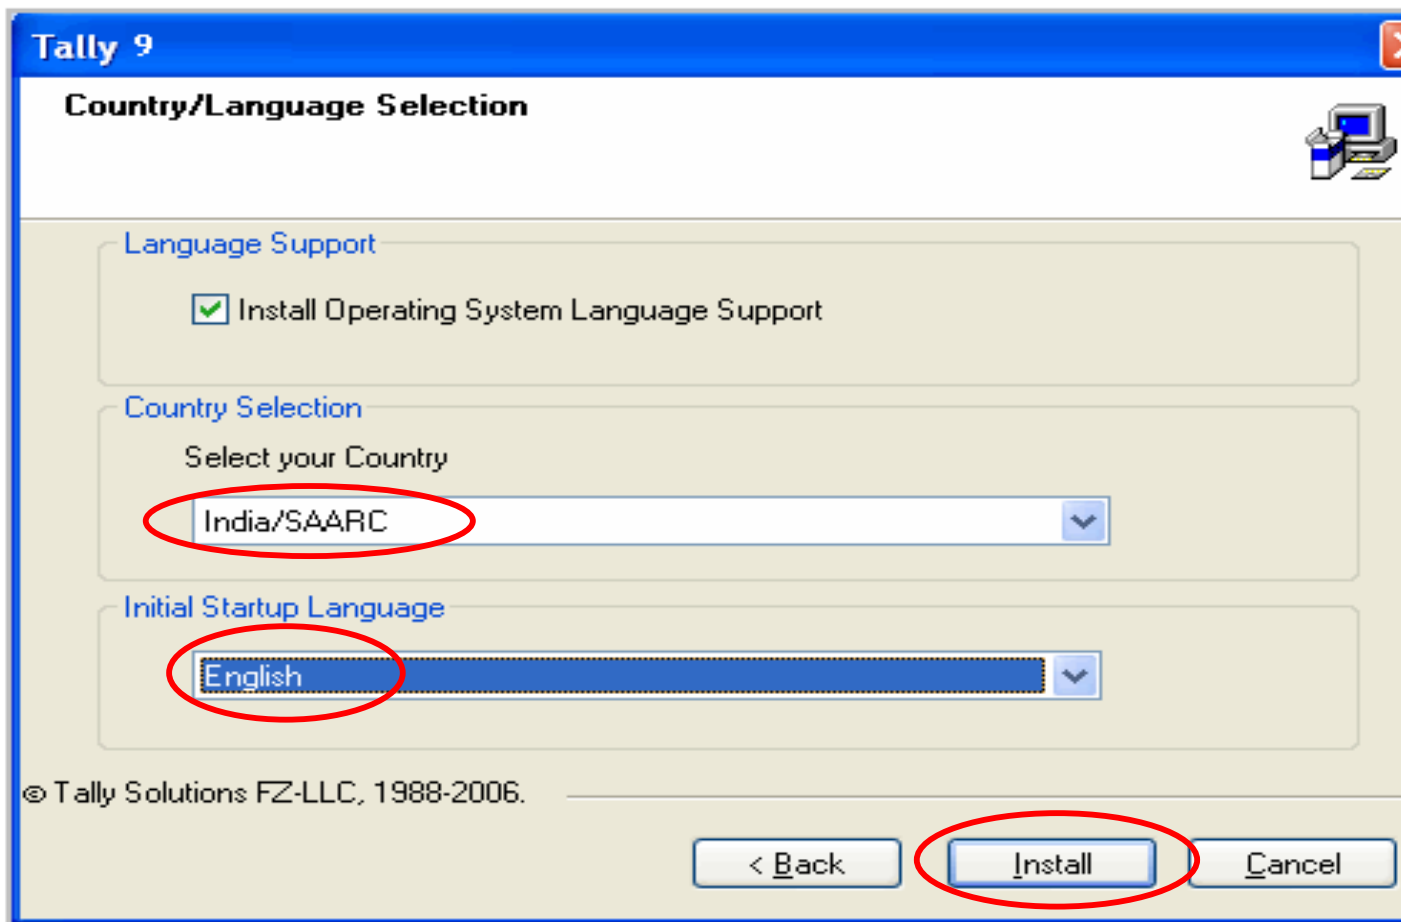 Tally 9
Country/Language Selection
Language Support
Install Operating System Language Support
Country Selection
Select your Country
India/SAARC
Initial Startup Language
English
© Tally Solutions FZ-LLC, 1988-2006.
< Back Install Cancel